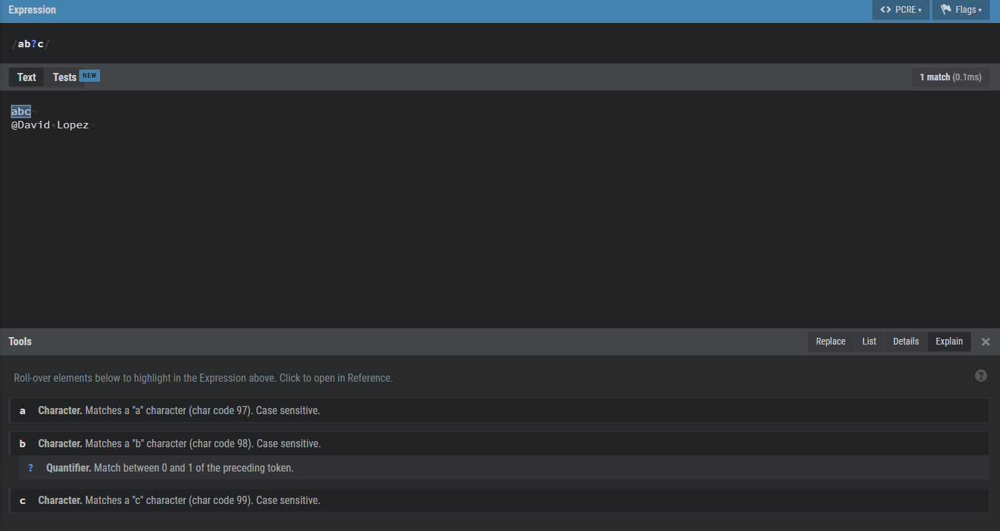 Expression
<> PCRE ▾
Flags ▾
/ab?c/
Text
Tests NEW
1 match (0.1ms)
abc¬
@David•Lopez¬
Tools
Replace
List
Details
Explain
×
Roll-over elements below to highlight in the Expression above. Click to open in Reference.
?
a Character. Matches a "a" character (char code 97). Case sensitive.
b Character. Matches a "b" character (char code 98). Case sensitive.
? Quantifier. Match between 0 and 1 of the preceding token.
c Character. Matches a "c" character (char code 99). Case sensitive.